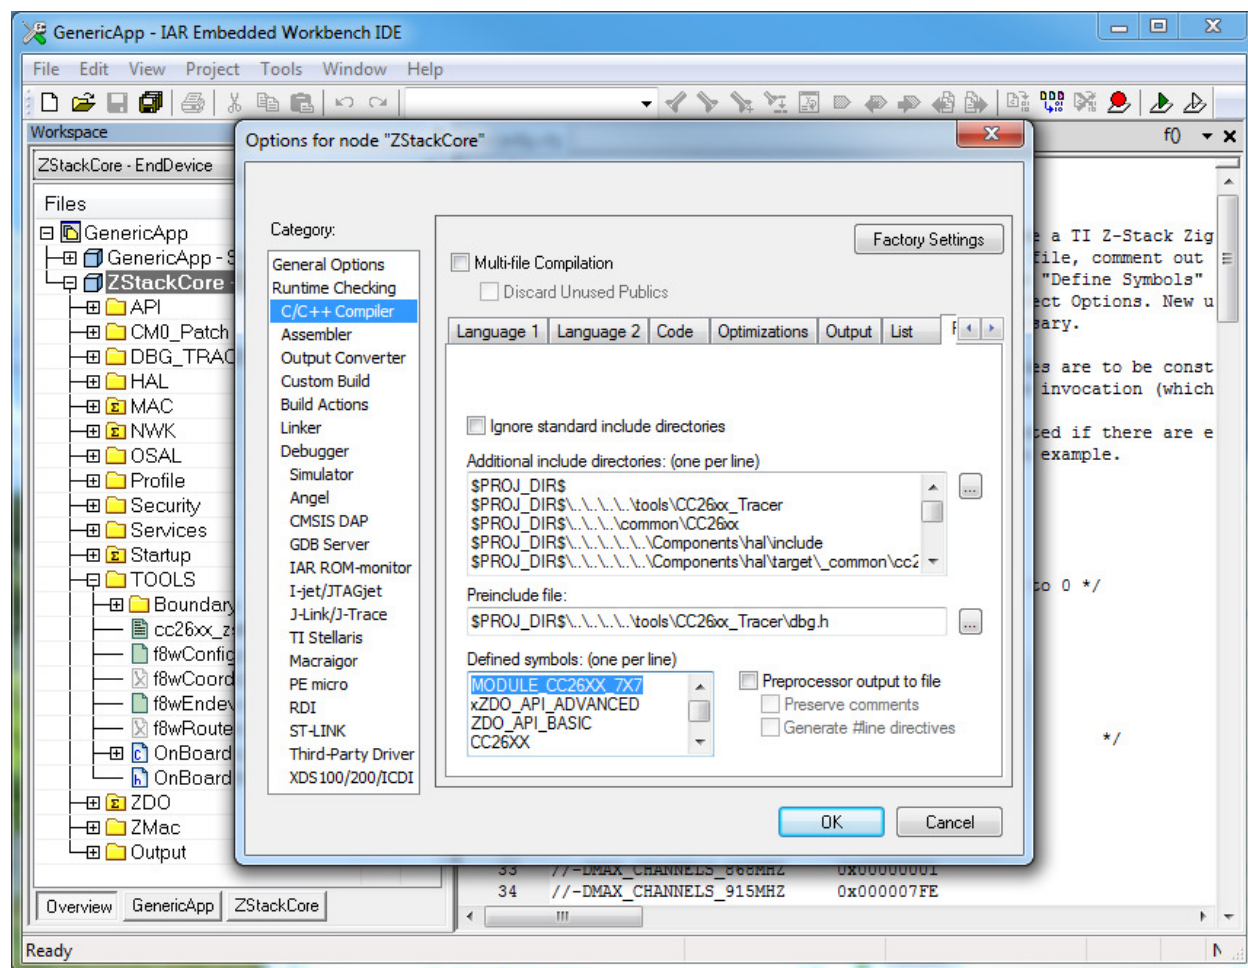 GenericApp - IAR Embedded Workbench IDE
File Edit View Project Tools Window Help
Workspace
f()
ZStackCore - EndDevice
Files
GenericApp
GenericApp -
ZStackCore -
API
CM0_Patch
DBG_TRAC
HAL
MAC
NWK
OSAL
Profile
Security
Services
Startup
TOOLS
Boundary
cc26xx_z
f8wConfig
f8wCoord
f8wEndev
f8wRoute
OnBoard
OnBoard
ZDO
ZMac
Output
Overview GenericApp ZStackCore
Ready
Options for node "ZStackCore"
Category:
General Options
Runtime Checking
C/C++ Compiler
Assembler
Output Converter
Custom Build
Build Actions
Linker
Debugger
Simulator
Angel
CMSIS DAP
GDB Server
IAR ROM-monitor
I-jet/JTAGjet
J-Link/J-Trace
TI Stellaris
Macraigor
PE micro
RDI
ST-LINK
Third-Party Driver
XDS100/200/ICDI
Factory Settings
Multi-file Compilation
Discard Unused Publics
Language 1 Language 2 Code Optimizations Output List
Ignore standard include directories
Additional include directories: (one per line)
$PROJ_DIR$
$PROJ_DIR$\..\..\..\..\tools\CC26xx_Tracer
$PROJ_DIR$\..\..\..\common\CC26xx
$PROJ_DIR$\..\..\..\..\..\Components\hal\include
$PROJ_DIR$\..\..\..\..\..\Components\hal\target\_common\cc2
...
Preinclude file:
$PROJ_DIR$\..\..\..\..\tools\CC26xx_Tracer\dbg.h
...
Defined symbols: (one per line)
MODULE_CC26XX_7X7
xZDO_API_ADVANCED
ZDO_API_BASIC
CC26XX
Preprocessor output to file
Preserve comments
Generate #line directives
OK Cancel
e a TI Z-Stack Zig
file, comment out
"Define Symbols"
ect Options. New u
sary.
es are to be const
invocation (which
ted if there are e
example.
to 0 */
*/
33 //-DMAX_CHANNELS_868MHZ 0x00000001
34 //-DMAX_CHANNELS_915MHZ 0x000007FE